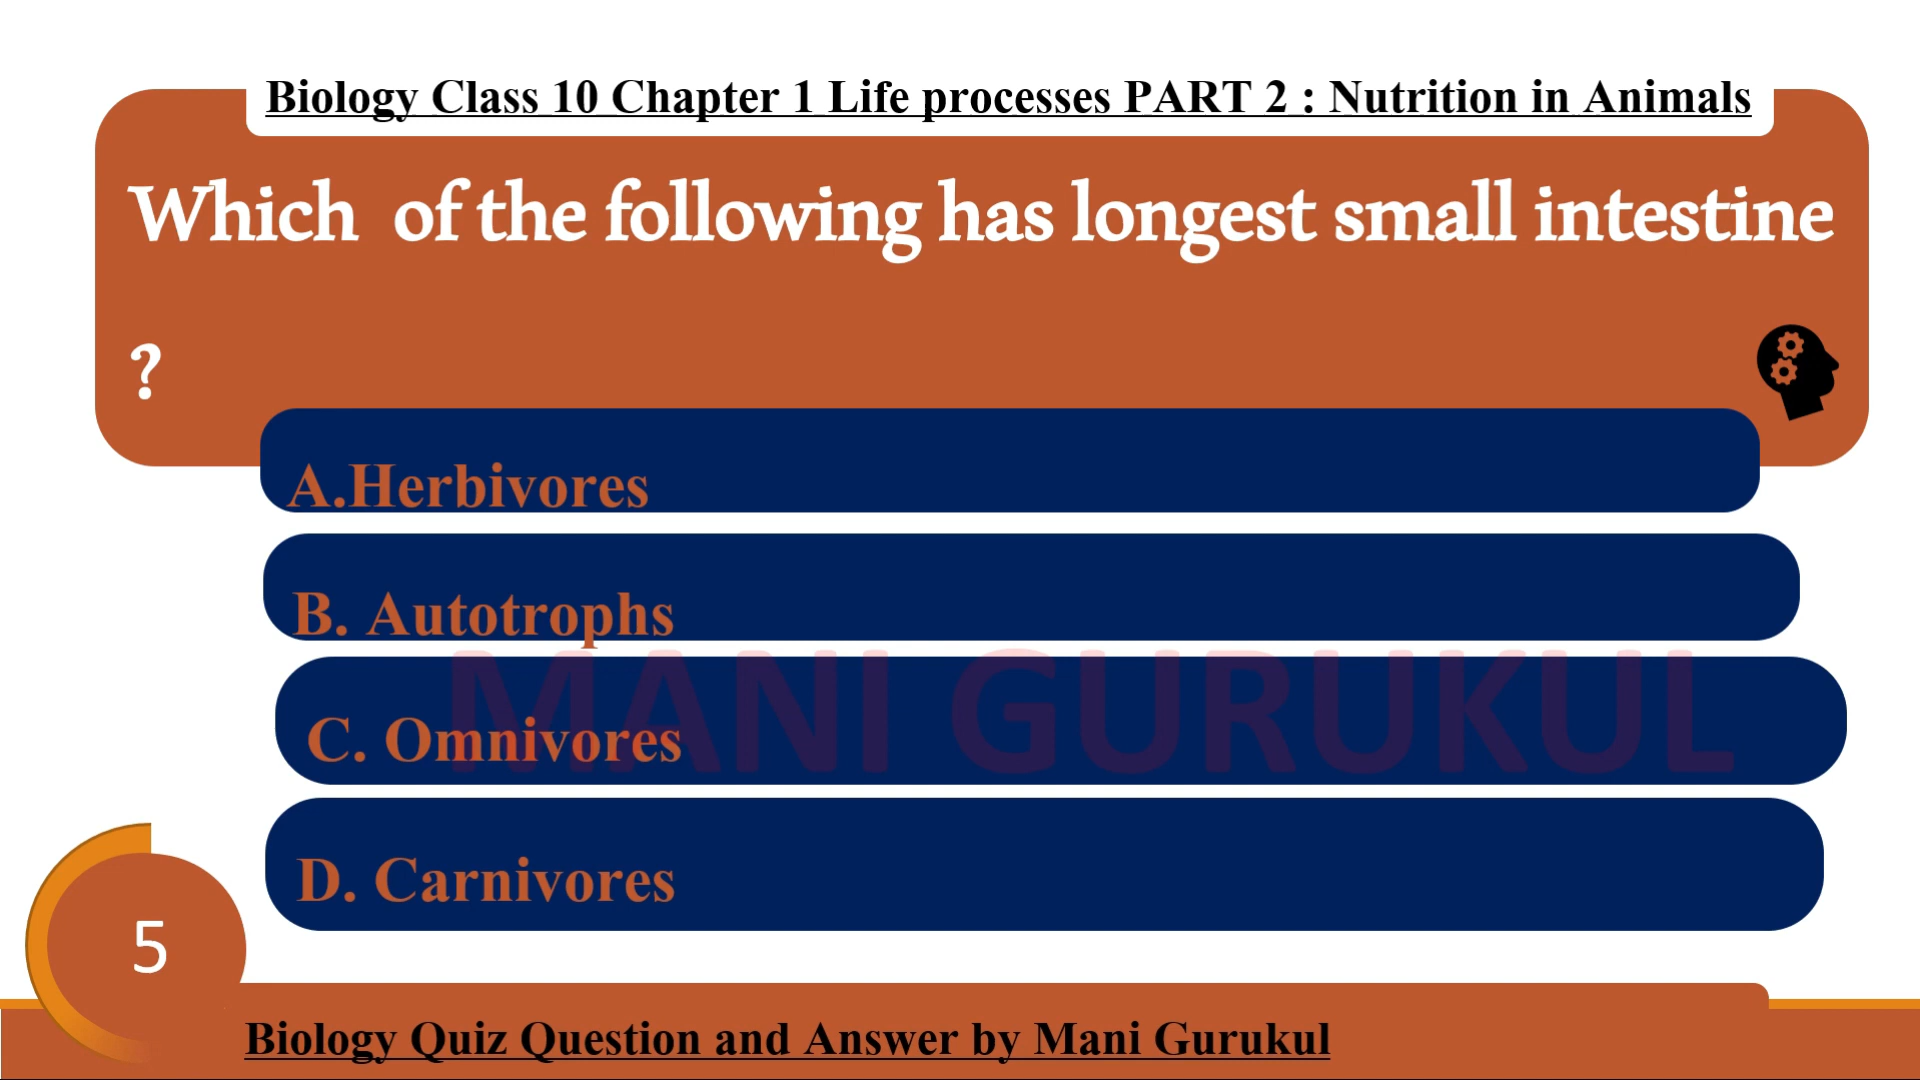 Biology Class 10 Chapter 1 Life processes PART 2 : Nutrition in Animals
Which of the following has longest small intestine
?
A.Herbivores
B. Autotrophs
MANI GURUKUL
C. Omnivores
D. Carnivores
5
Biology Quiz Question and Answer by Mani Gurukul